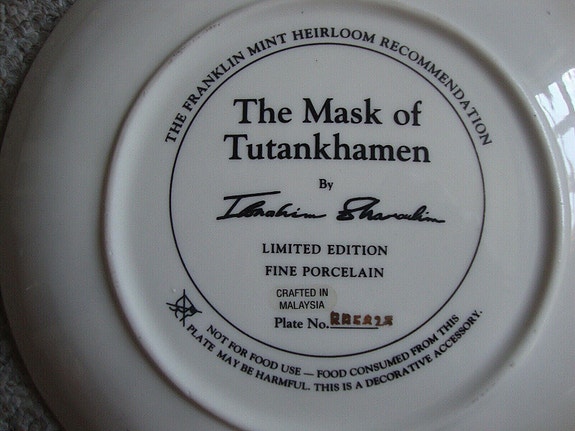 THE FRANKLIN MINT HEIRLOOM RECOMMENDATION
The Mask of
Tutankhamen
By
LIMITED EDITION
FINE PORCELAIN
CRAFTED IN
MALAYSIA
Plate No.
NOT FOR FOOD USE — FOOD CONSUMED FROM THIS
PLATE MAY BE HARMFUL. THIS IS A DECORATIVE ACCESSORY.